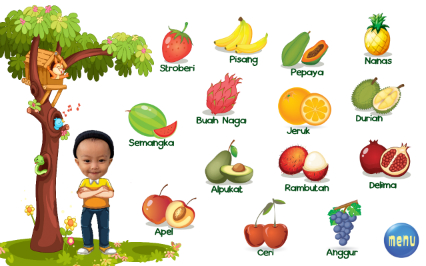 Stroberi
Pisang
Pepaya
Nanas
Semangka
Buah Naga
Jeruk
Durian
Alpukat
Rambutan
Delima
Apel
Ceri
Anggur
menu